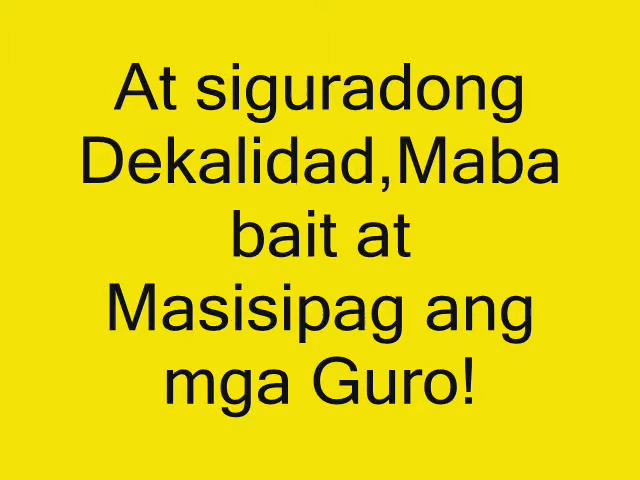 At siguradong
Dekalidad,Maba
bait at
Masisipag ang
mga Guro!